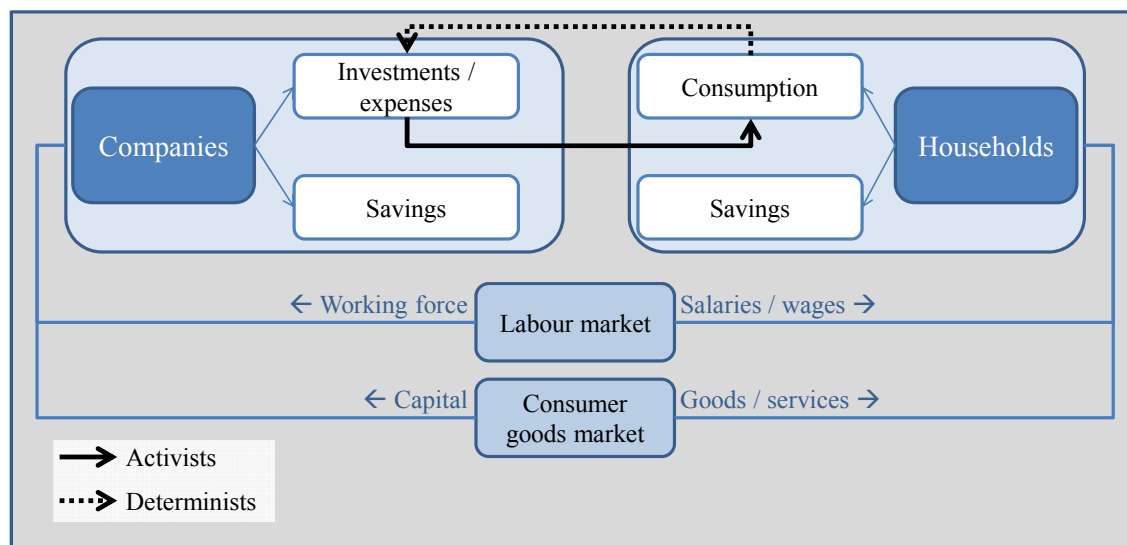 Investments /
expenses
Consumption
Companies
Households
Savings
Savings
← Working force
Labour market
Salaries / wages →
← Capital
Consumer
goods market
Goods / services →
Activists
Determinists